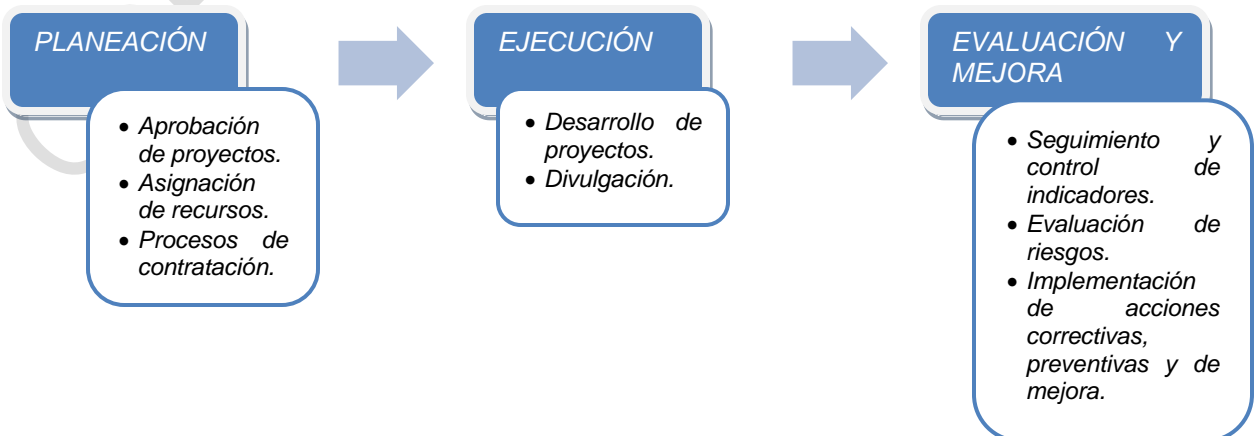 PLANEACIÓN
• Aprobación
de proyectos.
• Asignación
de recursos.
• Procesos de
contratación.
EJECUCIÓN
• Desarrollo de
proyectos.
• Divulgación.
EVALUACIÓN Y
MEJORA
• Seguimiento y
control de
indicadores.
• Evaluación de
riesgos.
• Implementación
de acciones
correctivas,
preventivas y de
mejora.